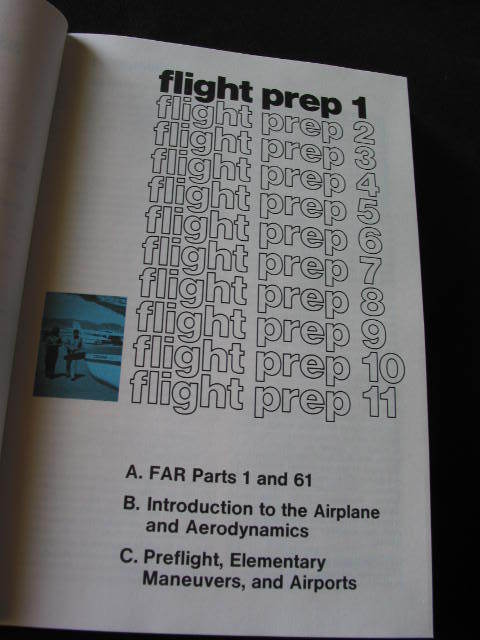 flight prep 1
flight prep 2
flight prep 3
flight prep 4
flight prep 5
flight prep 6
flight prep 7
flight prep 8
flight prep 9
flight prep 10
flight prep 11
A. FAR Parts 1 and 61
B. Introduction to the Airplane
and Aerodynamics
C. Preflight, Elementary
Maneuvers, and Airports